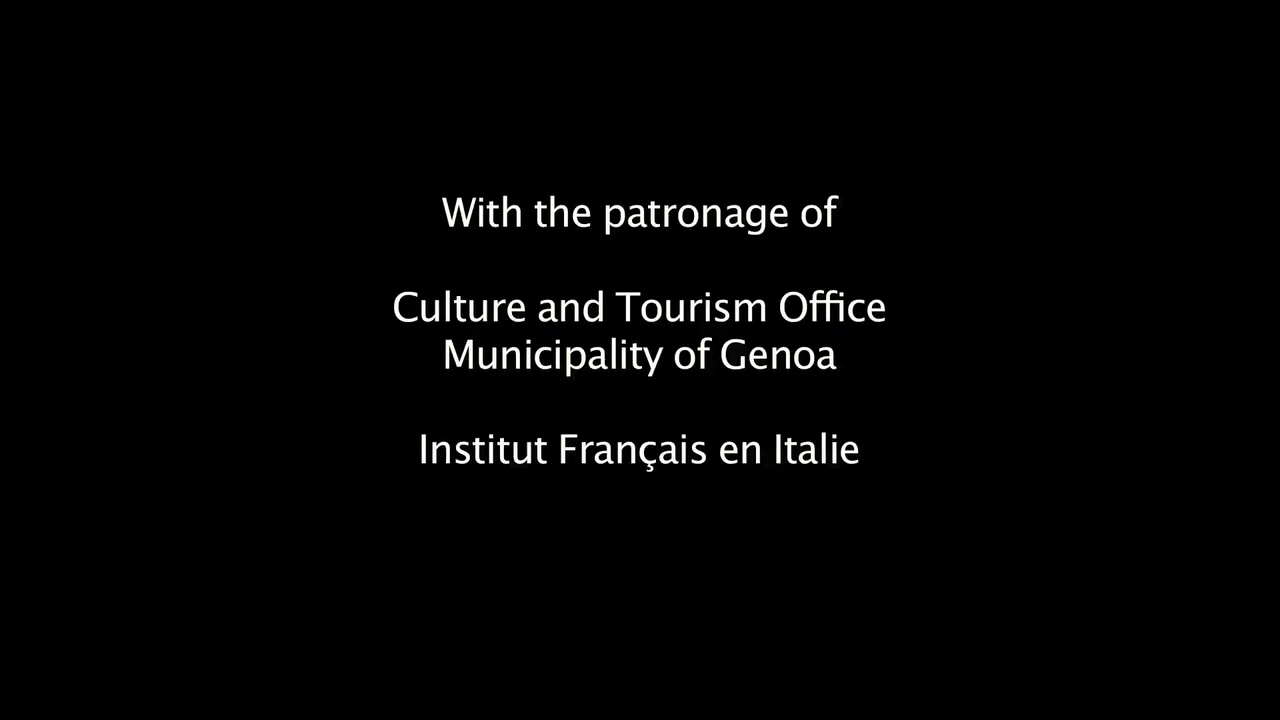 With the patronage of
Culture and Tourism Office
Municipality of Genoa
Institut Français en Italie